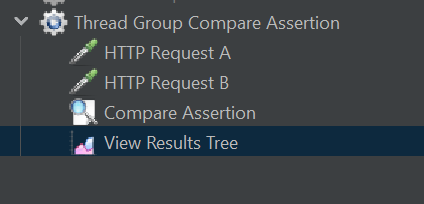 Thread Group Compare Assertion
HTTP Request A
HTTP Request B
Compare Assertion
View Results Tree